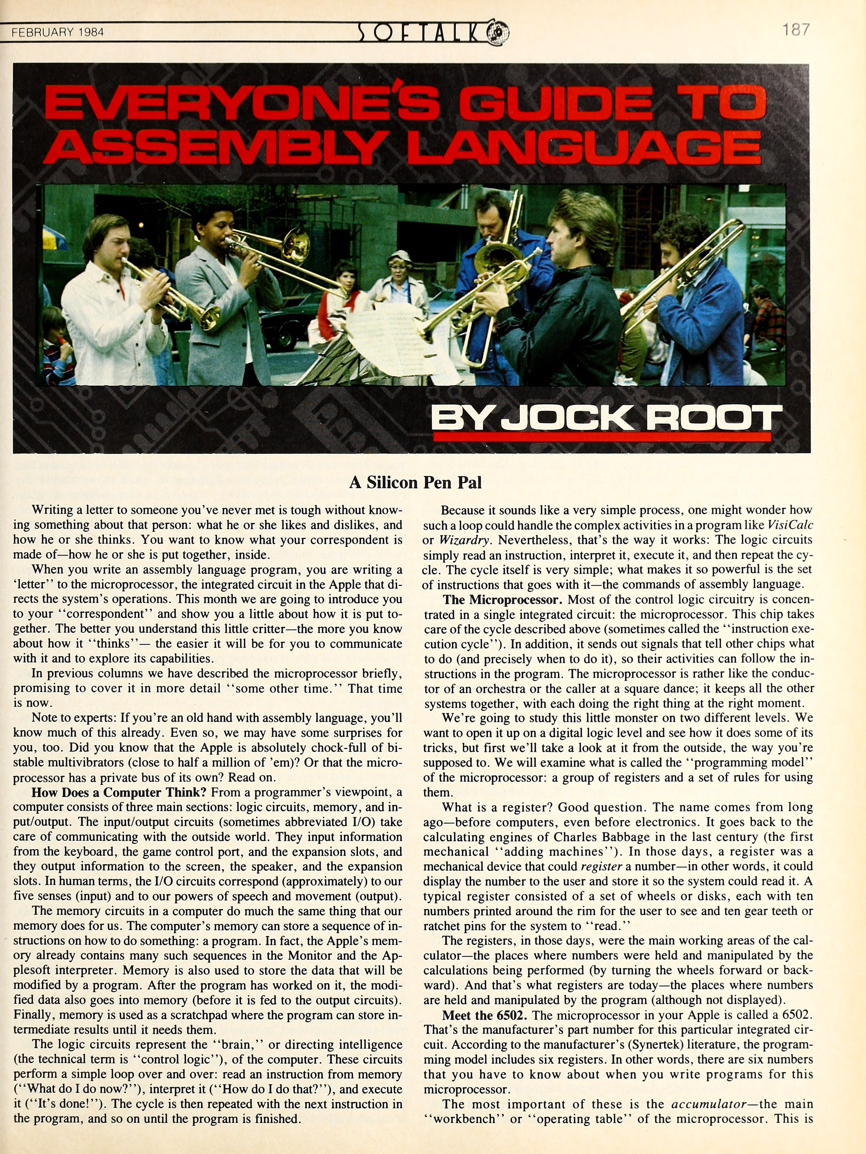 FEBRUARY 1984
SOFTALK
187
EVERYONE'S GUIDE TO
ASSEMBLY LANGUAGE
BY JOCK ROOT
A Silicon Pen Pal
Writing a letter to someone you've never met is tough without know-
ing something about that person: what he or she likes and dislikes, and
how he or she thinks. You want to know what your correspondent is
made of—how he or she is put together, inside.
When you write an assembly language program, you are writing a
'letter'' to the microprocessor, the integrated circuit in the Apple that di-
rects the system's operations. This month we are going to introduce you
to your ''correspondent'' and show you a little about how it is put to-
gether. The better you understand this little critter—the more you know
about how it ''thinks''— the easier it will be for you to communicate
with it and to explore its capabilities.
In previous columns we have described the microprocessor briefly,
promising to cover it in more detail ''some other time.'' That time
is now.
Note to experts: If you're an old hand with assembly language, you'll
know much of this already. Even so, we may have some surprises for
you, too. Did you know that the Apple is absolutely chock-full of bi-
stable multivibrators (close to half a million of 'em)? Or that the micro-
processor has a private bus of its own? Read on.
How Does a Computer Think? From a programmer's viewpoint, a
computer consists of three main sections: logic circuits, memory, and in-
put/output. The input/output circuits (sometimes abbreviated I/O) take
care of communicating with the outside world. They input information
from the keyboard, the game control port, and the expansion slots, and
they output information to the screen, the speaker, and the expansion
slots. In human terms, the I/O circuits correspond (approximately) to our
five senses (input) and to our powers of speech and movement (output).
The memory circuits in a computer do much the same thing that our
memory does for us. The computer's memory can store a sequence of in-
structions on how to do something: a program. In fact, the Apple's mem-
ory already contains many such sequences in the Monitor and the Ap-
plesoft interpreter. Memory is also used to store the data that will be
modified by a program. After the program has worked on it, the modi-
fied data also goes into memory (before it is fed to the output circuits).
Finally, memory is used as a scratchpad where the program can store in-
termediate results until it needs them.
The logic circuits represent the ''brain,'' or directing intelligence
(the technical term is ''control logic''), of the computer. These circuits
perform a simple loop over and over: read an instruction from memory
(''What do I do now?''), interpret it (''How do I do that?''), and execute
it (''It's done!''). The cycle is then repeated with the next instruction in
the program, and so on until the program is finished.
Because it sounds like a very simple process, one might wonder how
such a loop could handle the complex activities in a program like VisiCalc
or Wizardry. Nevertheless, that's the way it works: The logic circuits
simply read an instruction, interpret it, execute it, and then repeat the cy-
cle. The cycle itself is very simple; what makes it so powerful is the set
of instructions that goes with it—the commands of assembly language.
The Microprocessor. Most of the control logic circuitry is concen-
trated in a single integrated circuit: the microprocessor. This chip takes
care of the cycle described above (sometimes called the ''instruction exe-
cution cycle''). In addition, it sends out signals that tell other chips what
to do (and precisely when to do it), so their activities can follow the in-
structions in the program. The microprocessor is rather like the conduc-
tor of an orchestra or the caller at a square dance; it keeps all the other
systems together, with each doing the right thing at the right moment.
We're going to study this little monster on two different levels. We
want to open it up on a digital logic level and see how it does some of its
tricks, but first we'll take a look at it from the outside, the way you're
supposed to. We will examine what is called the ''programming model''
of the microprocessor: a group of registers and a set of rules for using
them.
What is a register? Good question. The name comes from long
ago—before computers, even before electronics. It goes back to the
calculating engines of Charles Babbage in the last century (the first
mechanical ''adding machines''). In those days, a register was a
mechanical device that could register a number—in other words, it could
display the number to the user and store it so the system could read it. A
typical register consisted of a set of wheels or disks, each with ten
numbers printed around the rim for the user to see and ten gear teeth or
ratchet pins for the system to ''read.''
The registers, in those days, were the main working areas of the cal-
culator—the places where numbers were held and manipulated by the
calculations being performed (by turning the wheels forward or back-
ward). And that's what registers are today—the places where numbers
are held and manipulated by the program (although not displayed).
Meet the 6502. The microprocessor in your Apple is called a 6502.
That's the manufacturer's part number for this particular integrated cir-
cuit. According to the manufacturer's (Synertek) literature, the program-
ming model includes six registers. In other words, there are six numbers
that you have to know about when you write programs for this
microprocessor.
The most important of these is the accumulator—the main
''workbench'' or ''operating table'' of the microprocessor. This is